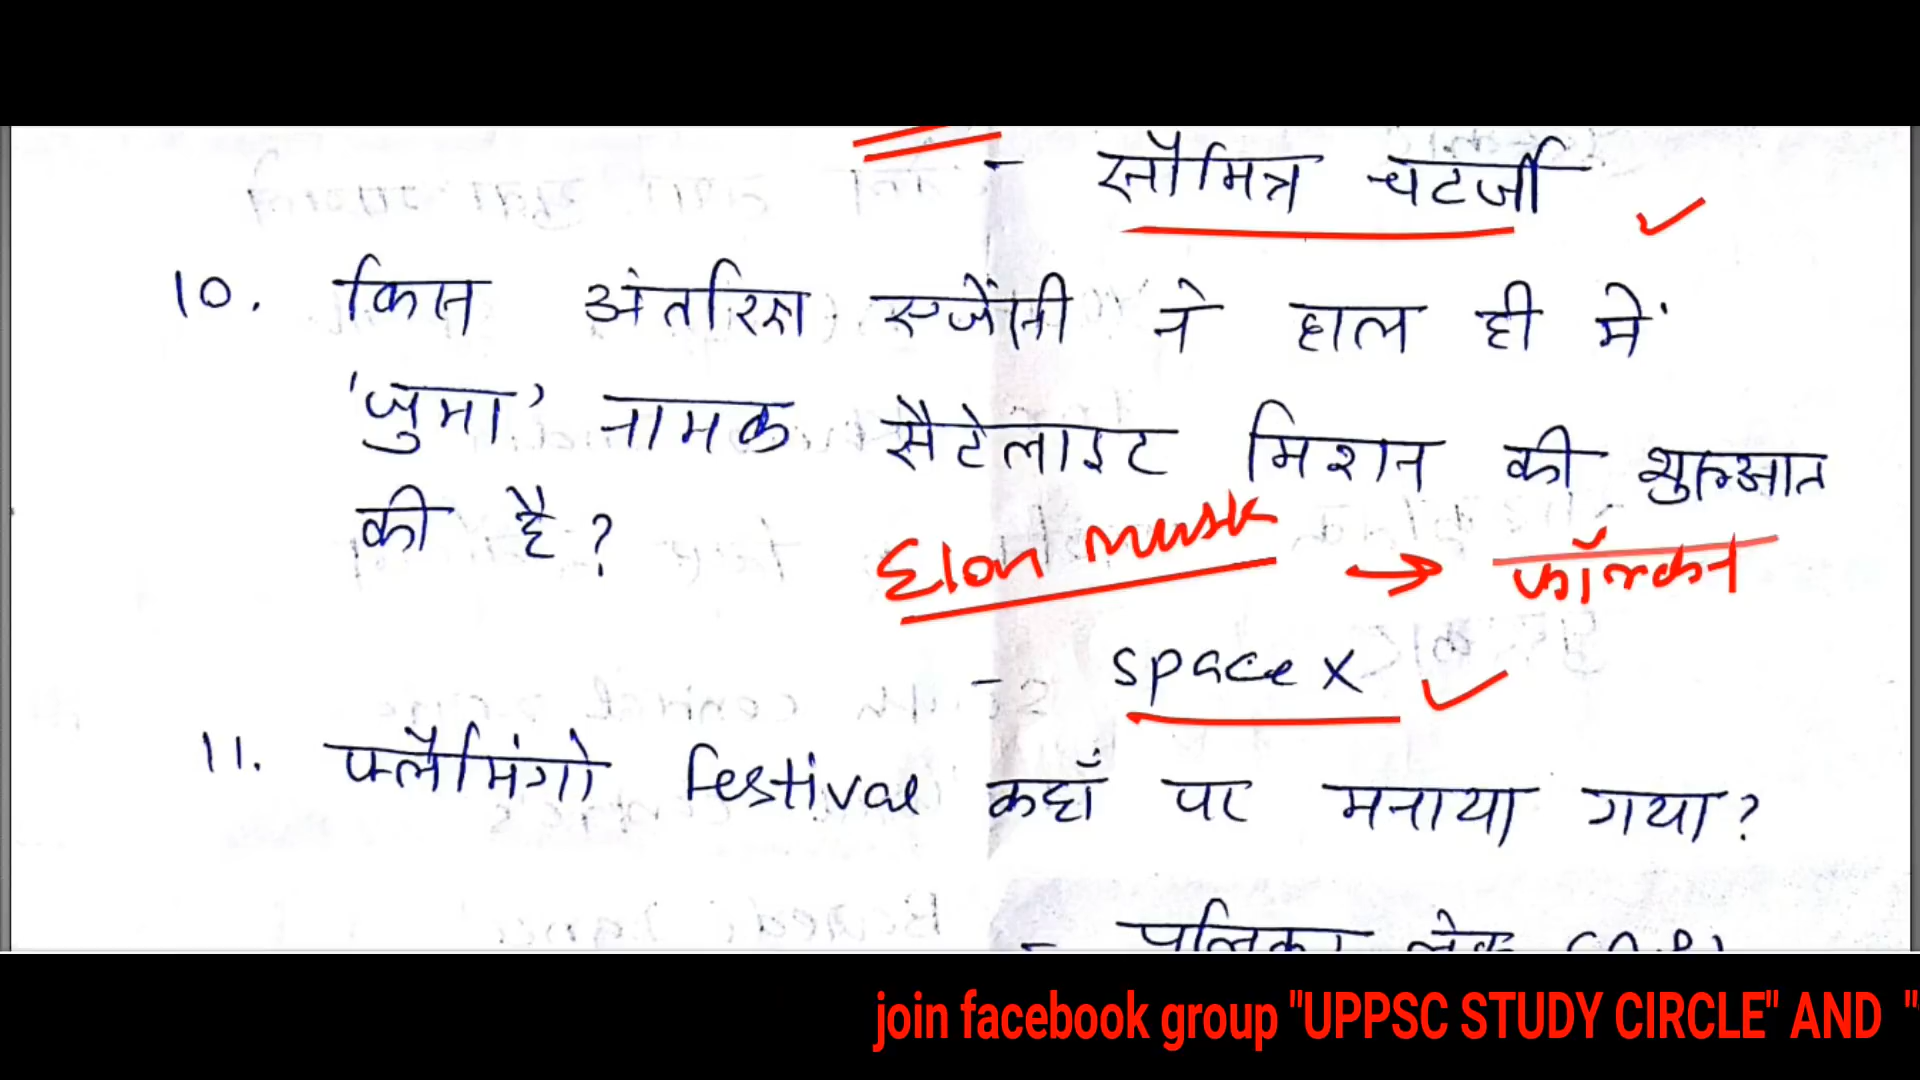 - सौमित्र चटर्जी
10. किस अंतरिक्ष एजेंसी ने हाल ही में
'जुमा' नामक सैटेलाइट मिशन की शुरुआत
की है?
Elon musk → फॉल्कन
- space x
11. फ्लैमिंगो festival कहाँ पर मनाया गया?
- पुलिकट लेक (A.P)
join facebook group "UPPSC STUDY CIRCLE" AND "